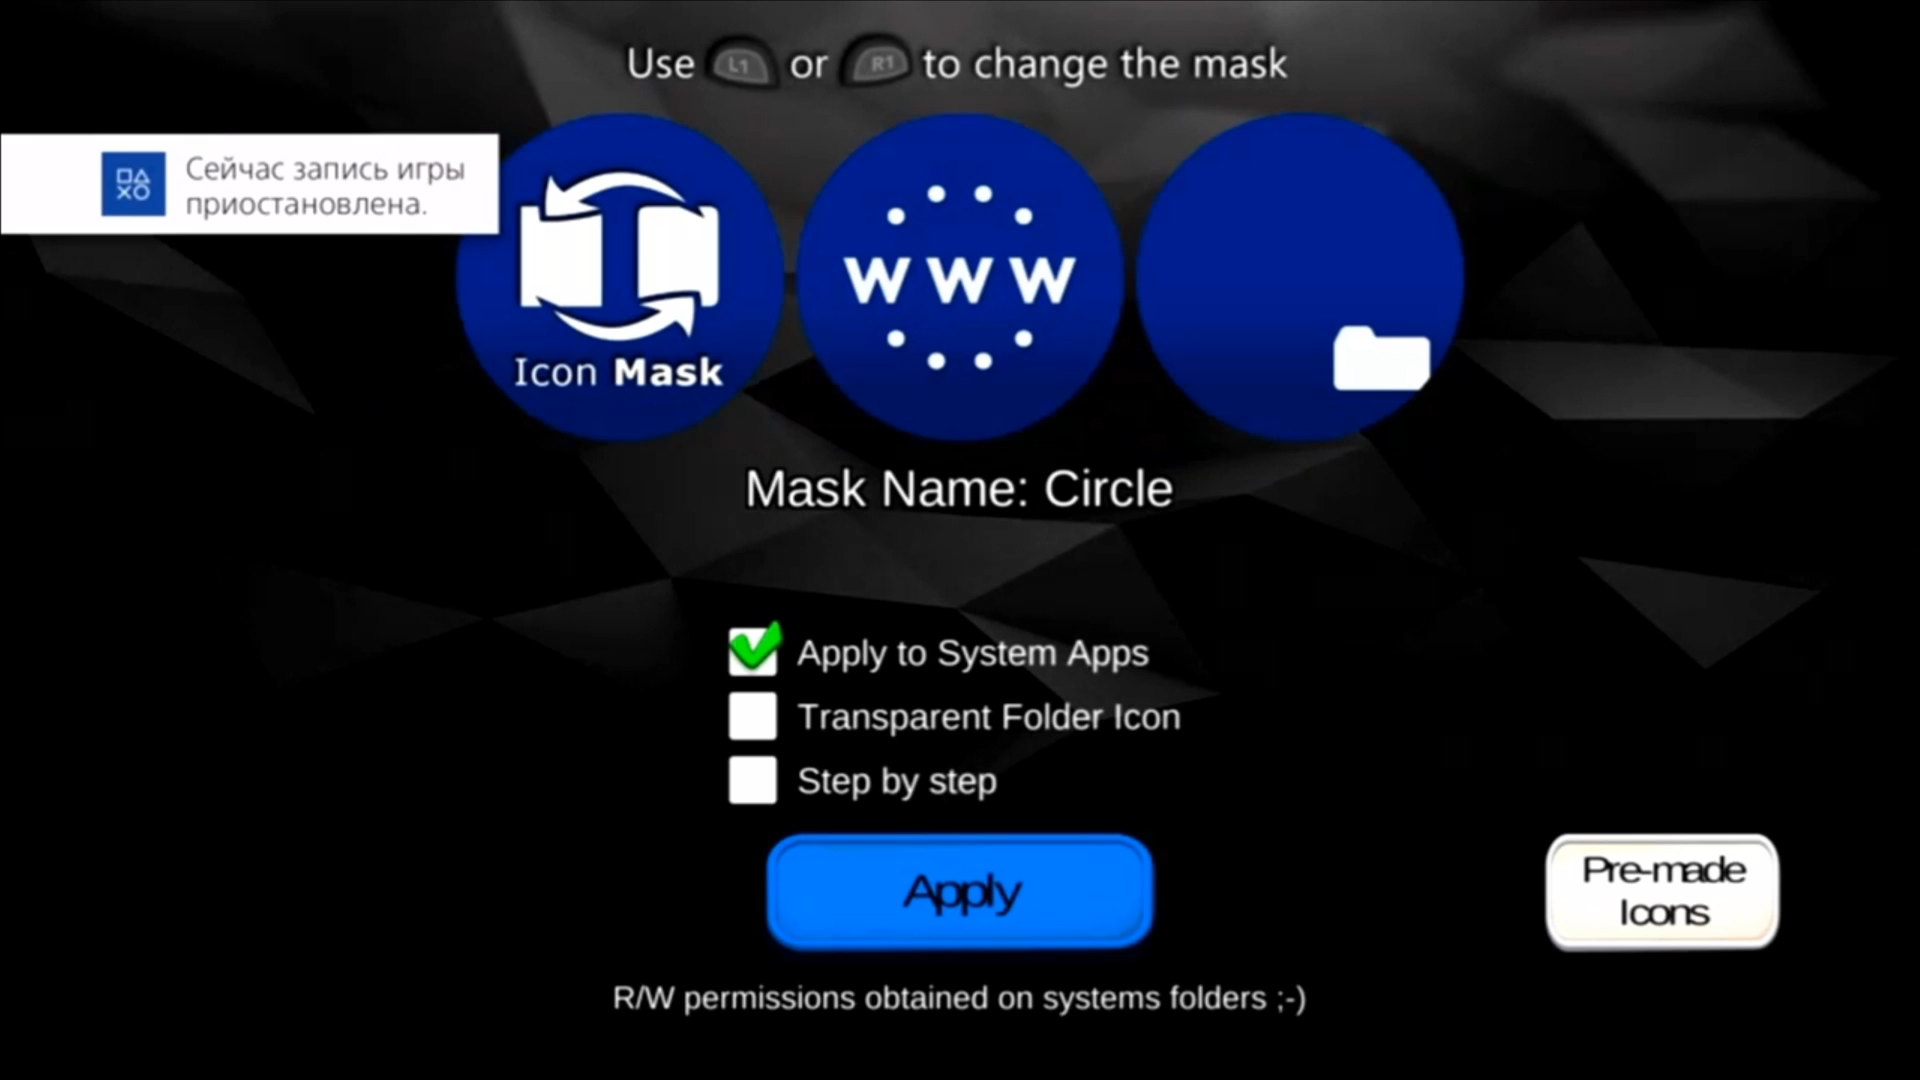 Use L1 or R1 to change the mask
Сейчас запись игры
приостановлена.
Icon Mask
WWW
Mask Name: Circle
Apply to System Apps
Transparent Folder Icon
Step by step
Apply
Pre-made
Icons
R/W permissions obtained on systems folders ;-)